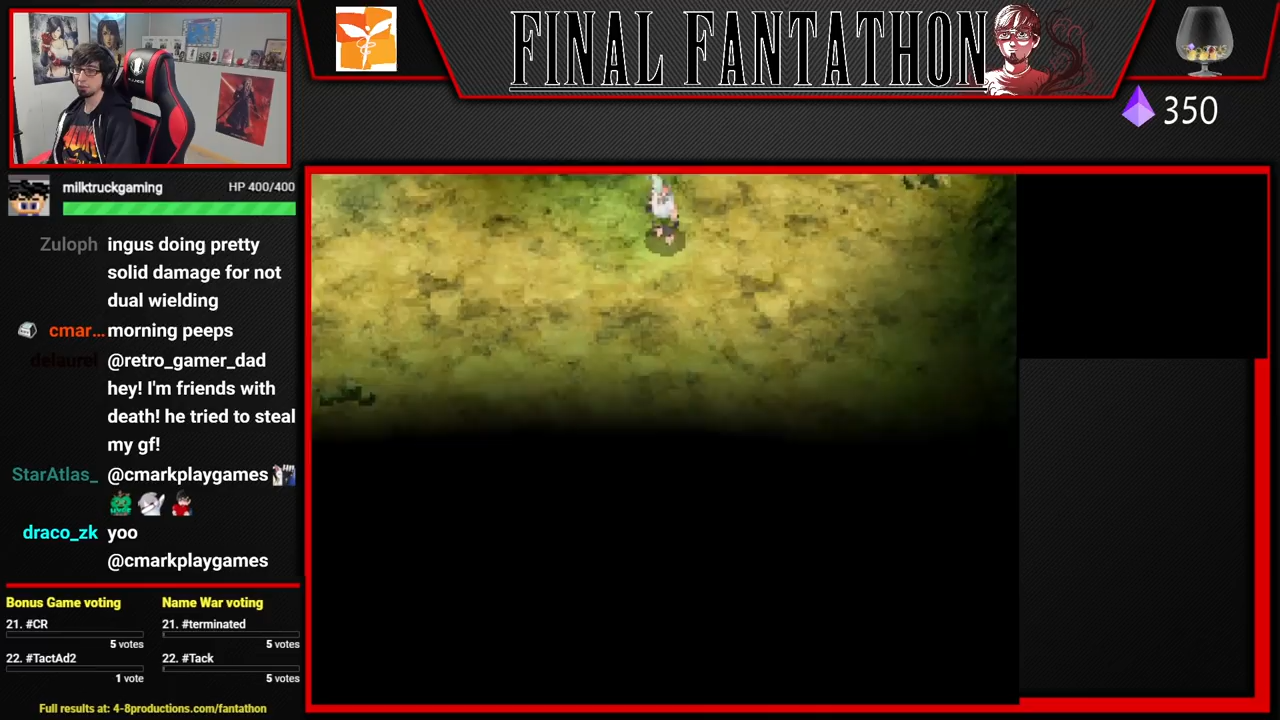 FINAL FANTATHON
350
milktruckgaming HP 400/400
Zuloph ingus doing pretty
solid damage for not
dual wielding
cmar... morning peeps
delaurel @retro_gamer_dad
hey! I'm friends with
death! he tried to steal
my gf!
StarAtlas_ @cmarkplaygames
draco_zk yoo
@cmarkplaygames
Bonus Game voting Name War voting
21. #CR 21. #terminated
5 votes 5 votes
22. #TactAd2 22. #Tack
1 vote 5 votes
Full results at: 4-8productions.com/fantathon